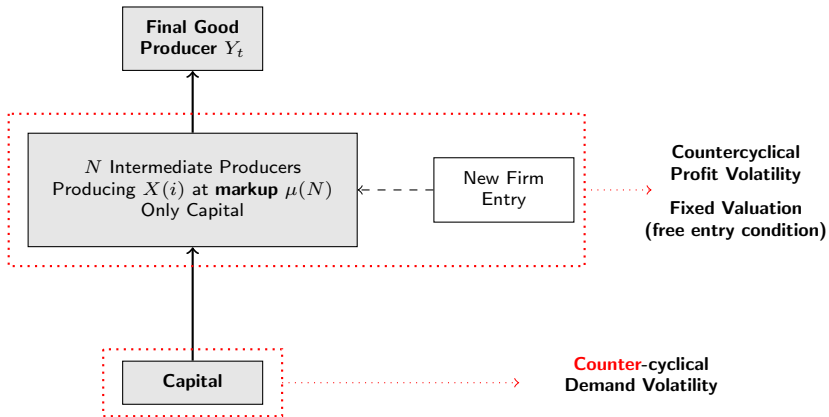 Final Good
Producer Y_t
N Intermediate Producers
Producing X(i) at markup μ(N)
Only Capital
New Firm
Entry
Countercyclical
Profit Volatility
Fixed Valuation
(free entry condition)
Capital
Counter-cyclical
Demand Volatility